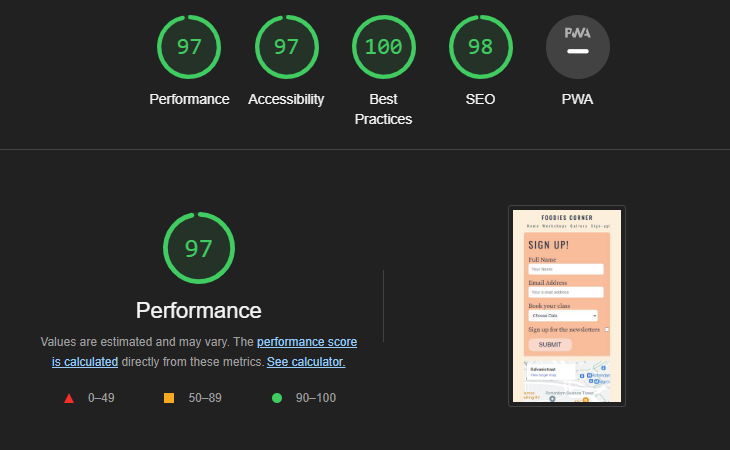 97
97
100
98
PWA
Performance
Accessibility
Best
Practices
SEO
PWA
97
Performance
Values are estimated and may vary. The performance score
is calculated directly from these metrics. See calculator.
0–49
50–89
90–100
FOODIES CORNER
Home Workshops Gallery Sign-up!
SIGN UP!
Full Name
Your Name
Email Address
Your e-mail address
Book your class
Choose Date
Sign up for the newsletters
SUBMIT
View larger map